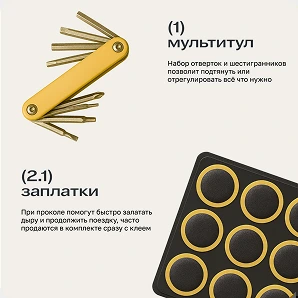 (1)
мультитул
Набор отверток и шестигранников
позволит подтянуть или
отрегулировать всё что нужно
(2.1)
заплатки
При проколе помогут быстро залатать
дыру и продолжить поездку, часто
продаются в комплекте сразу с клеем